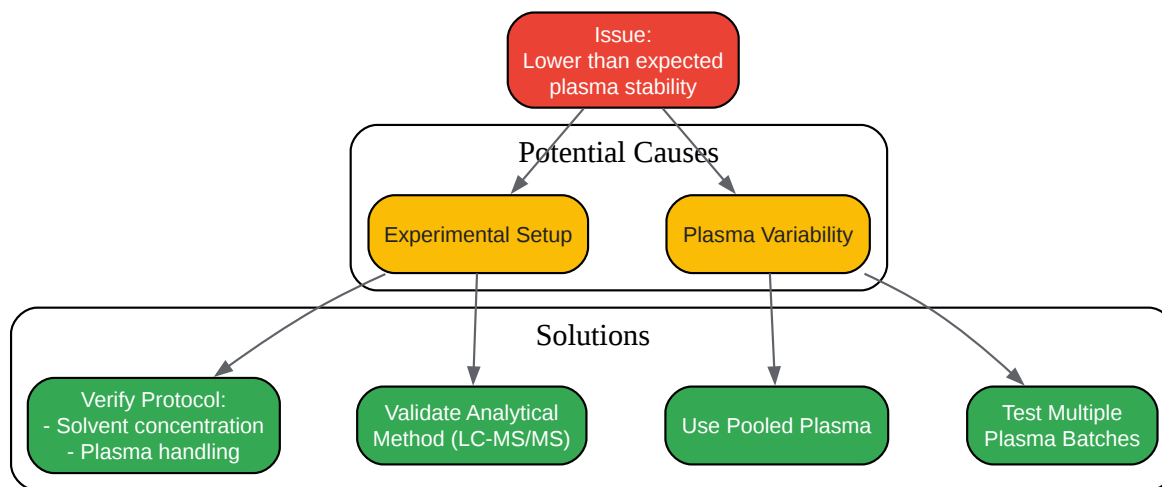 Issue:
Lower than expected
plasma stability
Potential Causes
Experimental Setup
Plasma Variability
Solutions
Verify Protocol:
- Solvent concentration
- Plasma handling
Validate Analytical
Method (LC-MS/MS)
Use Pooled Plasma
Test Multiple
Plasma Batches